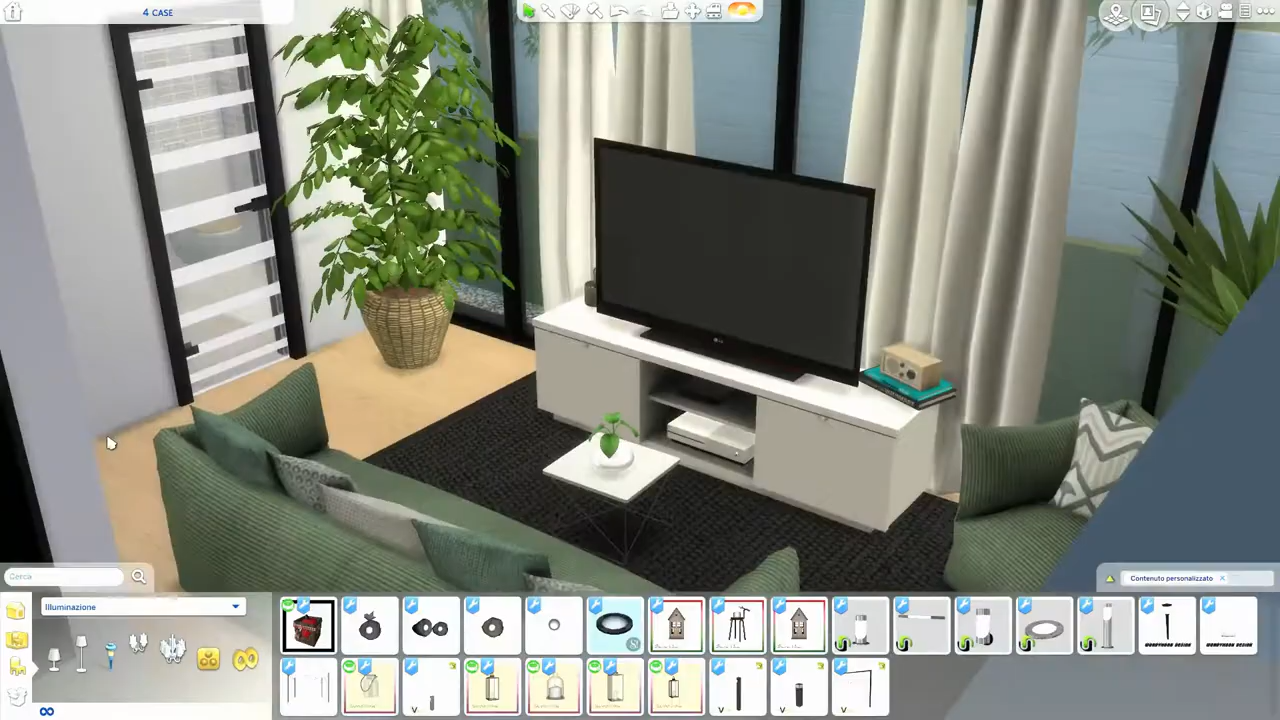 4 CASE
LG
Cerca
Contenuto personalizzato
Illuminazione